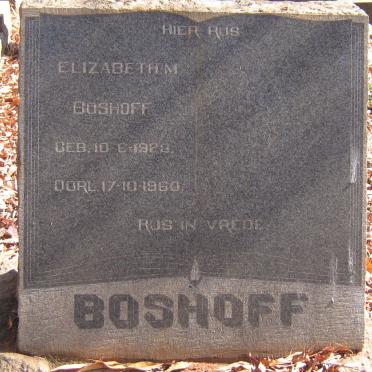 HIER RUS
ELIZABETH M.
BOSHOFF
GEB. 10-6-1928
OORL. 17-10-1960
RUS IN VREDE
BOSHOFF